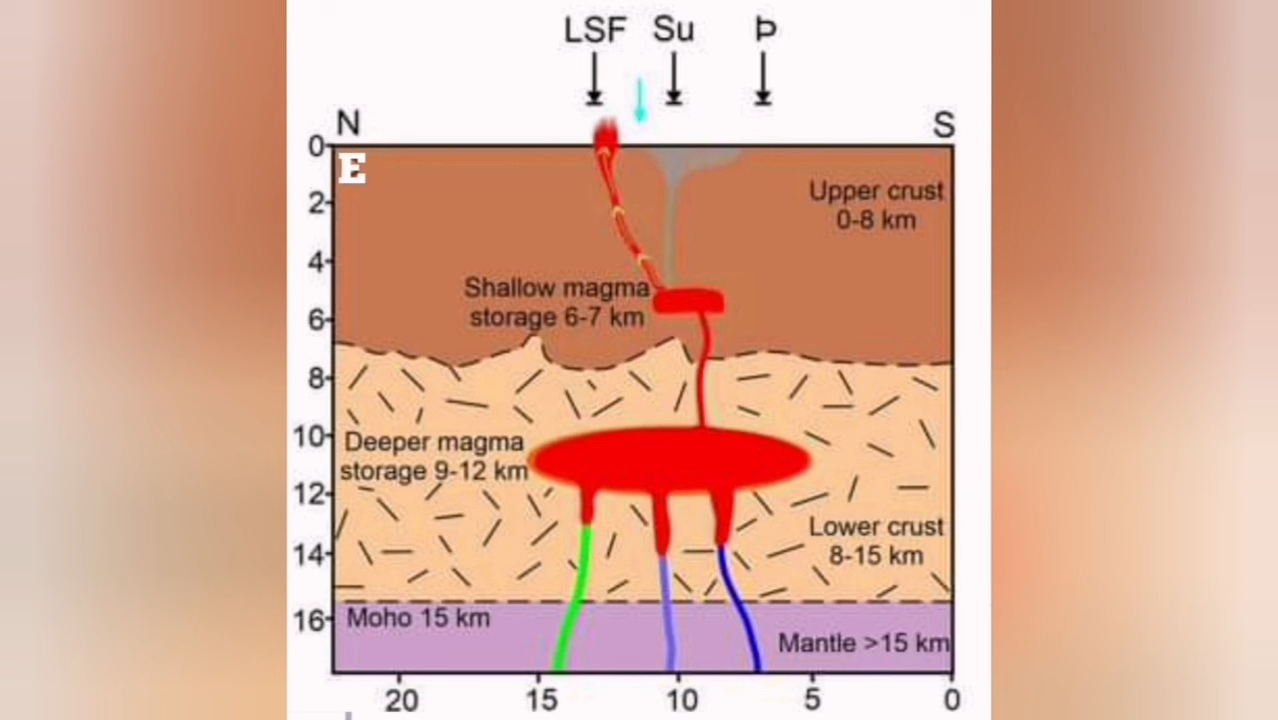 LSF Su Þ
N S
0
E
Upper crust
0-8 km
2
4
Shallow magma
storage 6-7 km
6
8
10
Deeper magma
storage 9-12 km
12
Lower crust
8-15 km
14
16
Moho 15 km
Mantle >15 km
20 15 10 5 0